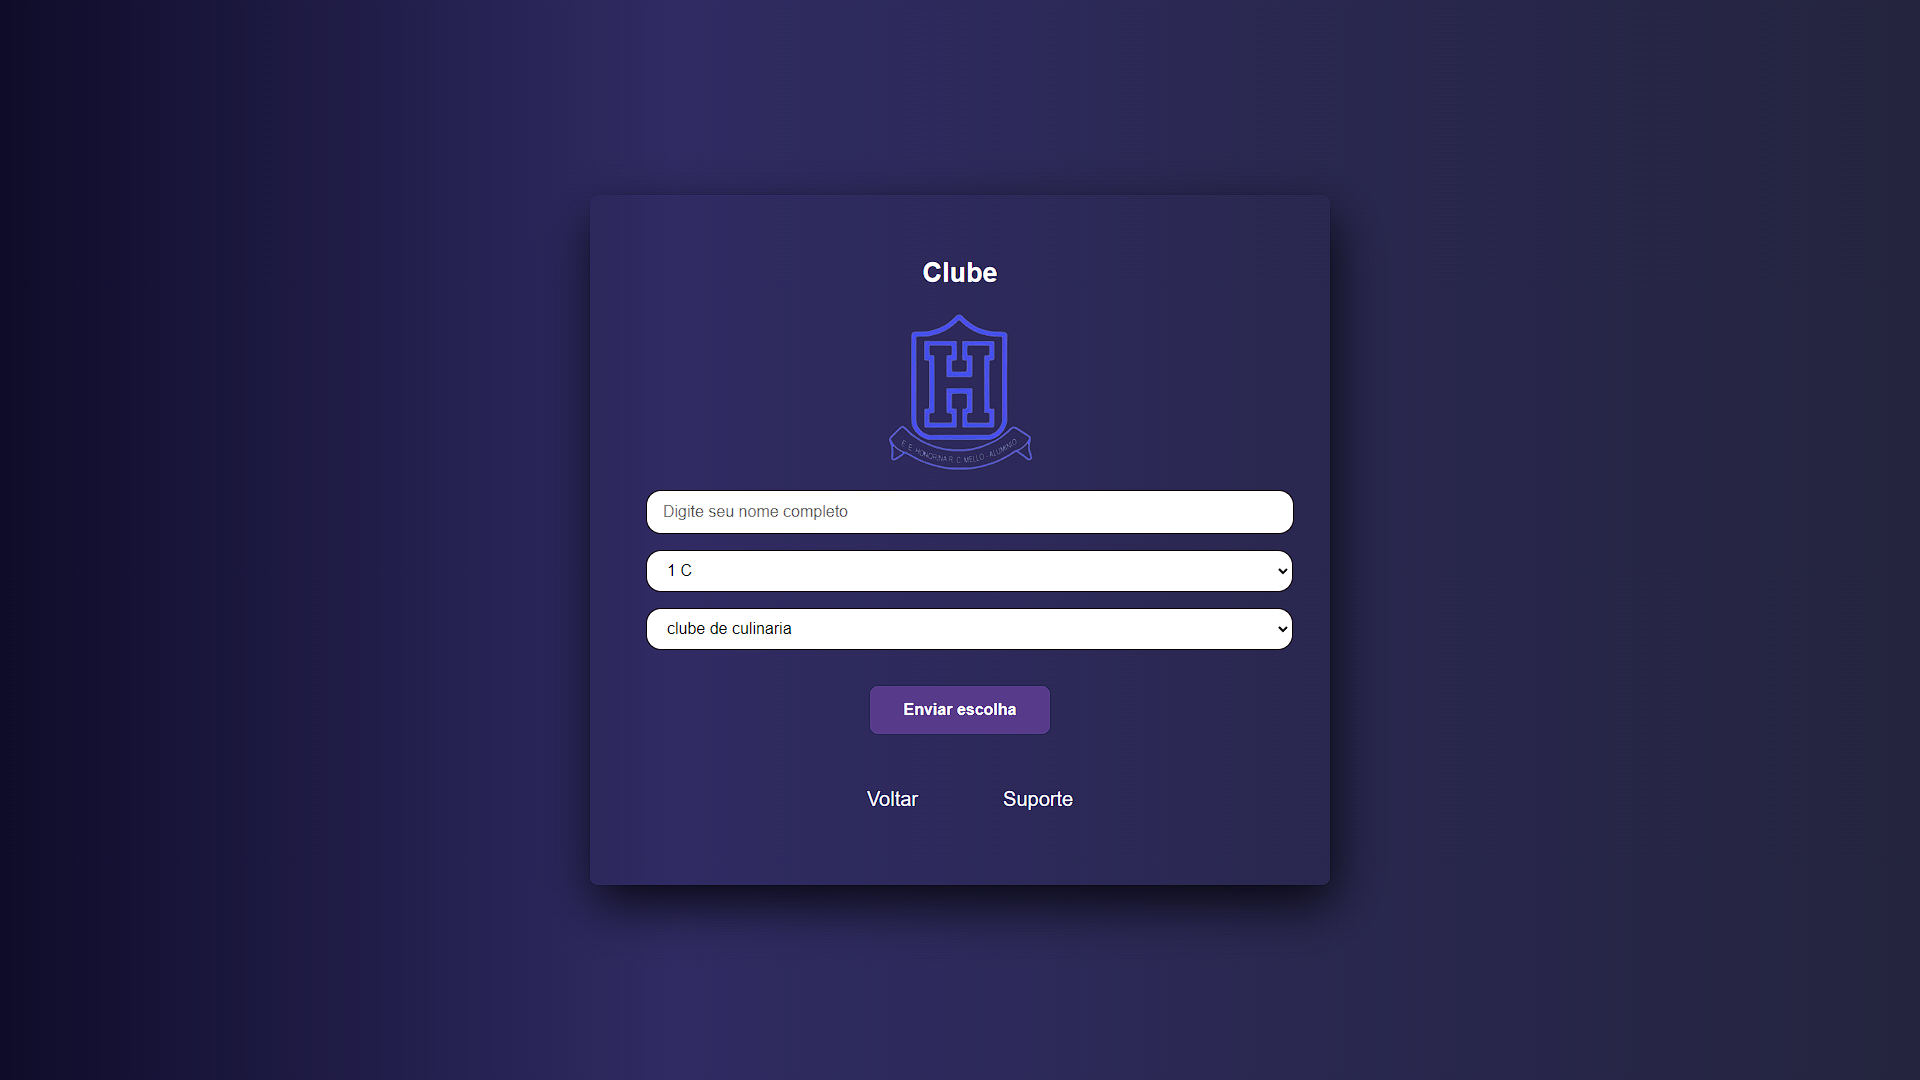 Clube
H
E. E. HONORINA R. C. MELLO - ALUMINIO
Digite seu nome completo
1 C
clube de culinaria
Enviar escolha
Voltar Suporte